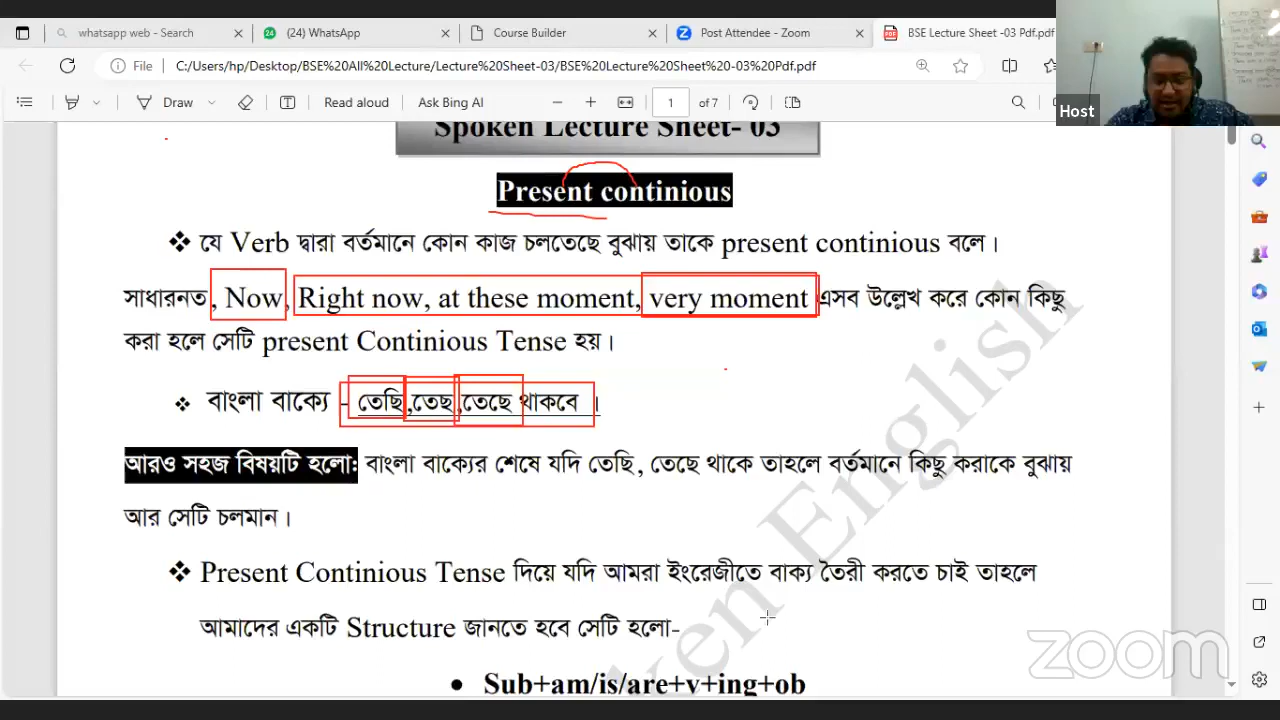 whatsapp web - Search
(24) WhatsApp
Course Builder
Post Attendee - Zoom
BSE Lecture Sheet -03 Pdf.pdf
File C:/Users/hp/Desktop/BSE%20All%20Lecture/Lecture%20Sheet-03/BSE%20Lecture%20Sheet%20-03%20Pdf.pdf
Draw Read aloud Ask Bing AI 1 of 7
Host
Spoken Lecture Sheet- 03
Present continious
❖ যে Verb দ্বারা বর্তমানে কোন কাজ চলতেছে বুঝায় তাকে present continious বলে।
সাধারনত , Now, Right now, at these moment, very moment এসব উল্লেখ করে কোন কিছু
করা হলে সেটি present Continious Tense হয়।
❖ বাংলা বাক্যে - তেছি ,তেছ ,তেছে থাকবে ।
আরও সহজ বিষয়টি হলো: বাংলা বাক্যের শেষে যদি তেছি, তেছে থাকে তাহলে বর্তমানে কিছু করাকে বুঝায়
আর সেটি চলমান।
❖ Present Continious Tense দিয়ে যদি আমরা ইংরেজীতে বাক্য তৈরী করতে চাই তাহলে
আমাদের একটি Structure জানতে হবে সেটি হলো-
• Sub+am/is/are+v+ing+ob
ken English
zoom